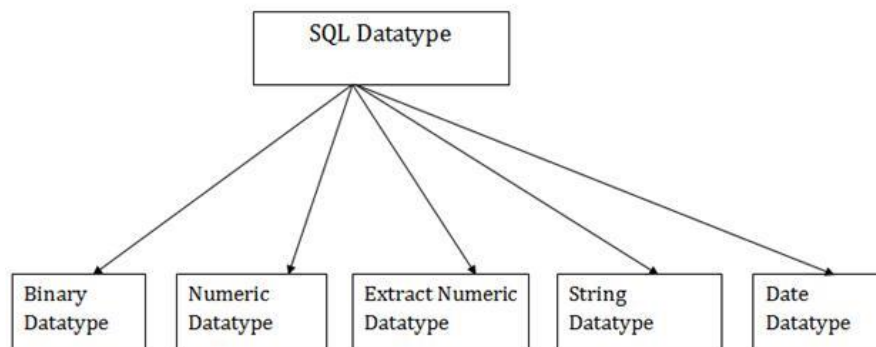 SQL Datatype
Binary
Datatype
Numeric
Datatype
Extract Numeric
Datatype
String
Datatype
Date
Datatype